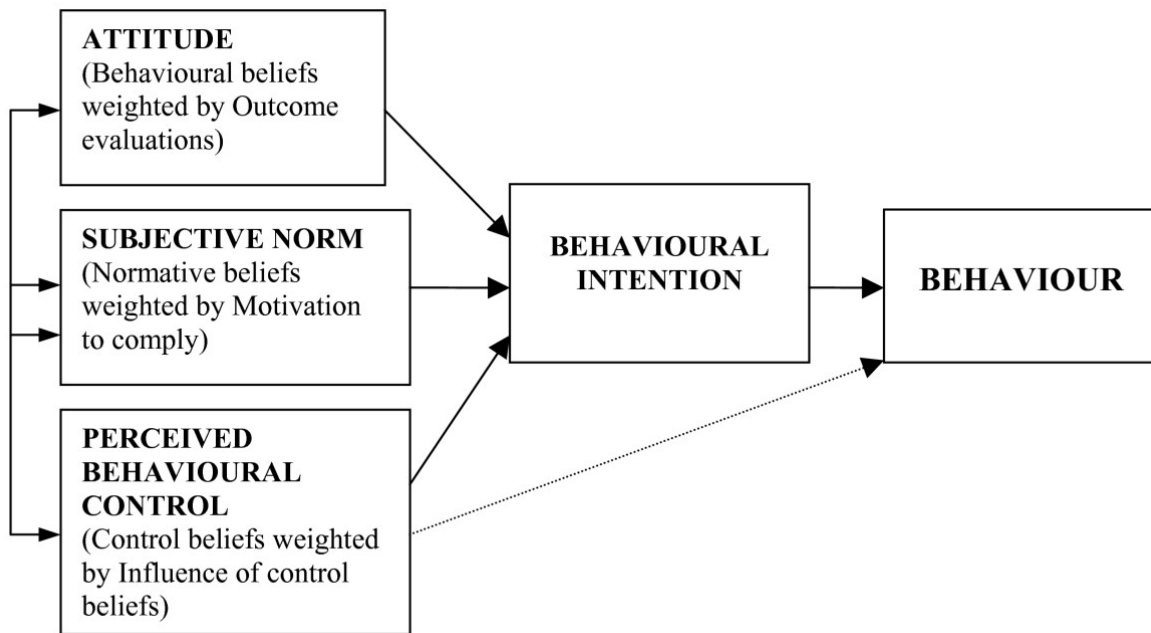 ATTITUDE
(Behavioural beliefs
weighted by Outcome
evaluations)
SUBJECTIVE NORM
(Normative beliefs
weighted by Motivation
to comply)
PERCEIVED
BEHAVIOURAL
CONTROL
(Control beliefs weighted
by Influence of control
beliefs)
BEHAVIOURAL
INTENTION
BEHAVIOUR